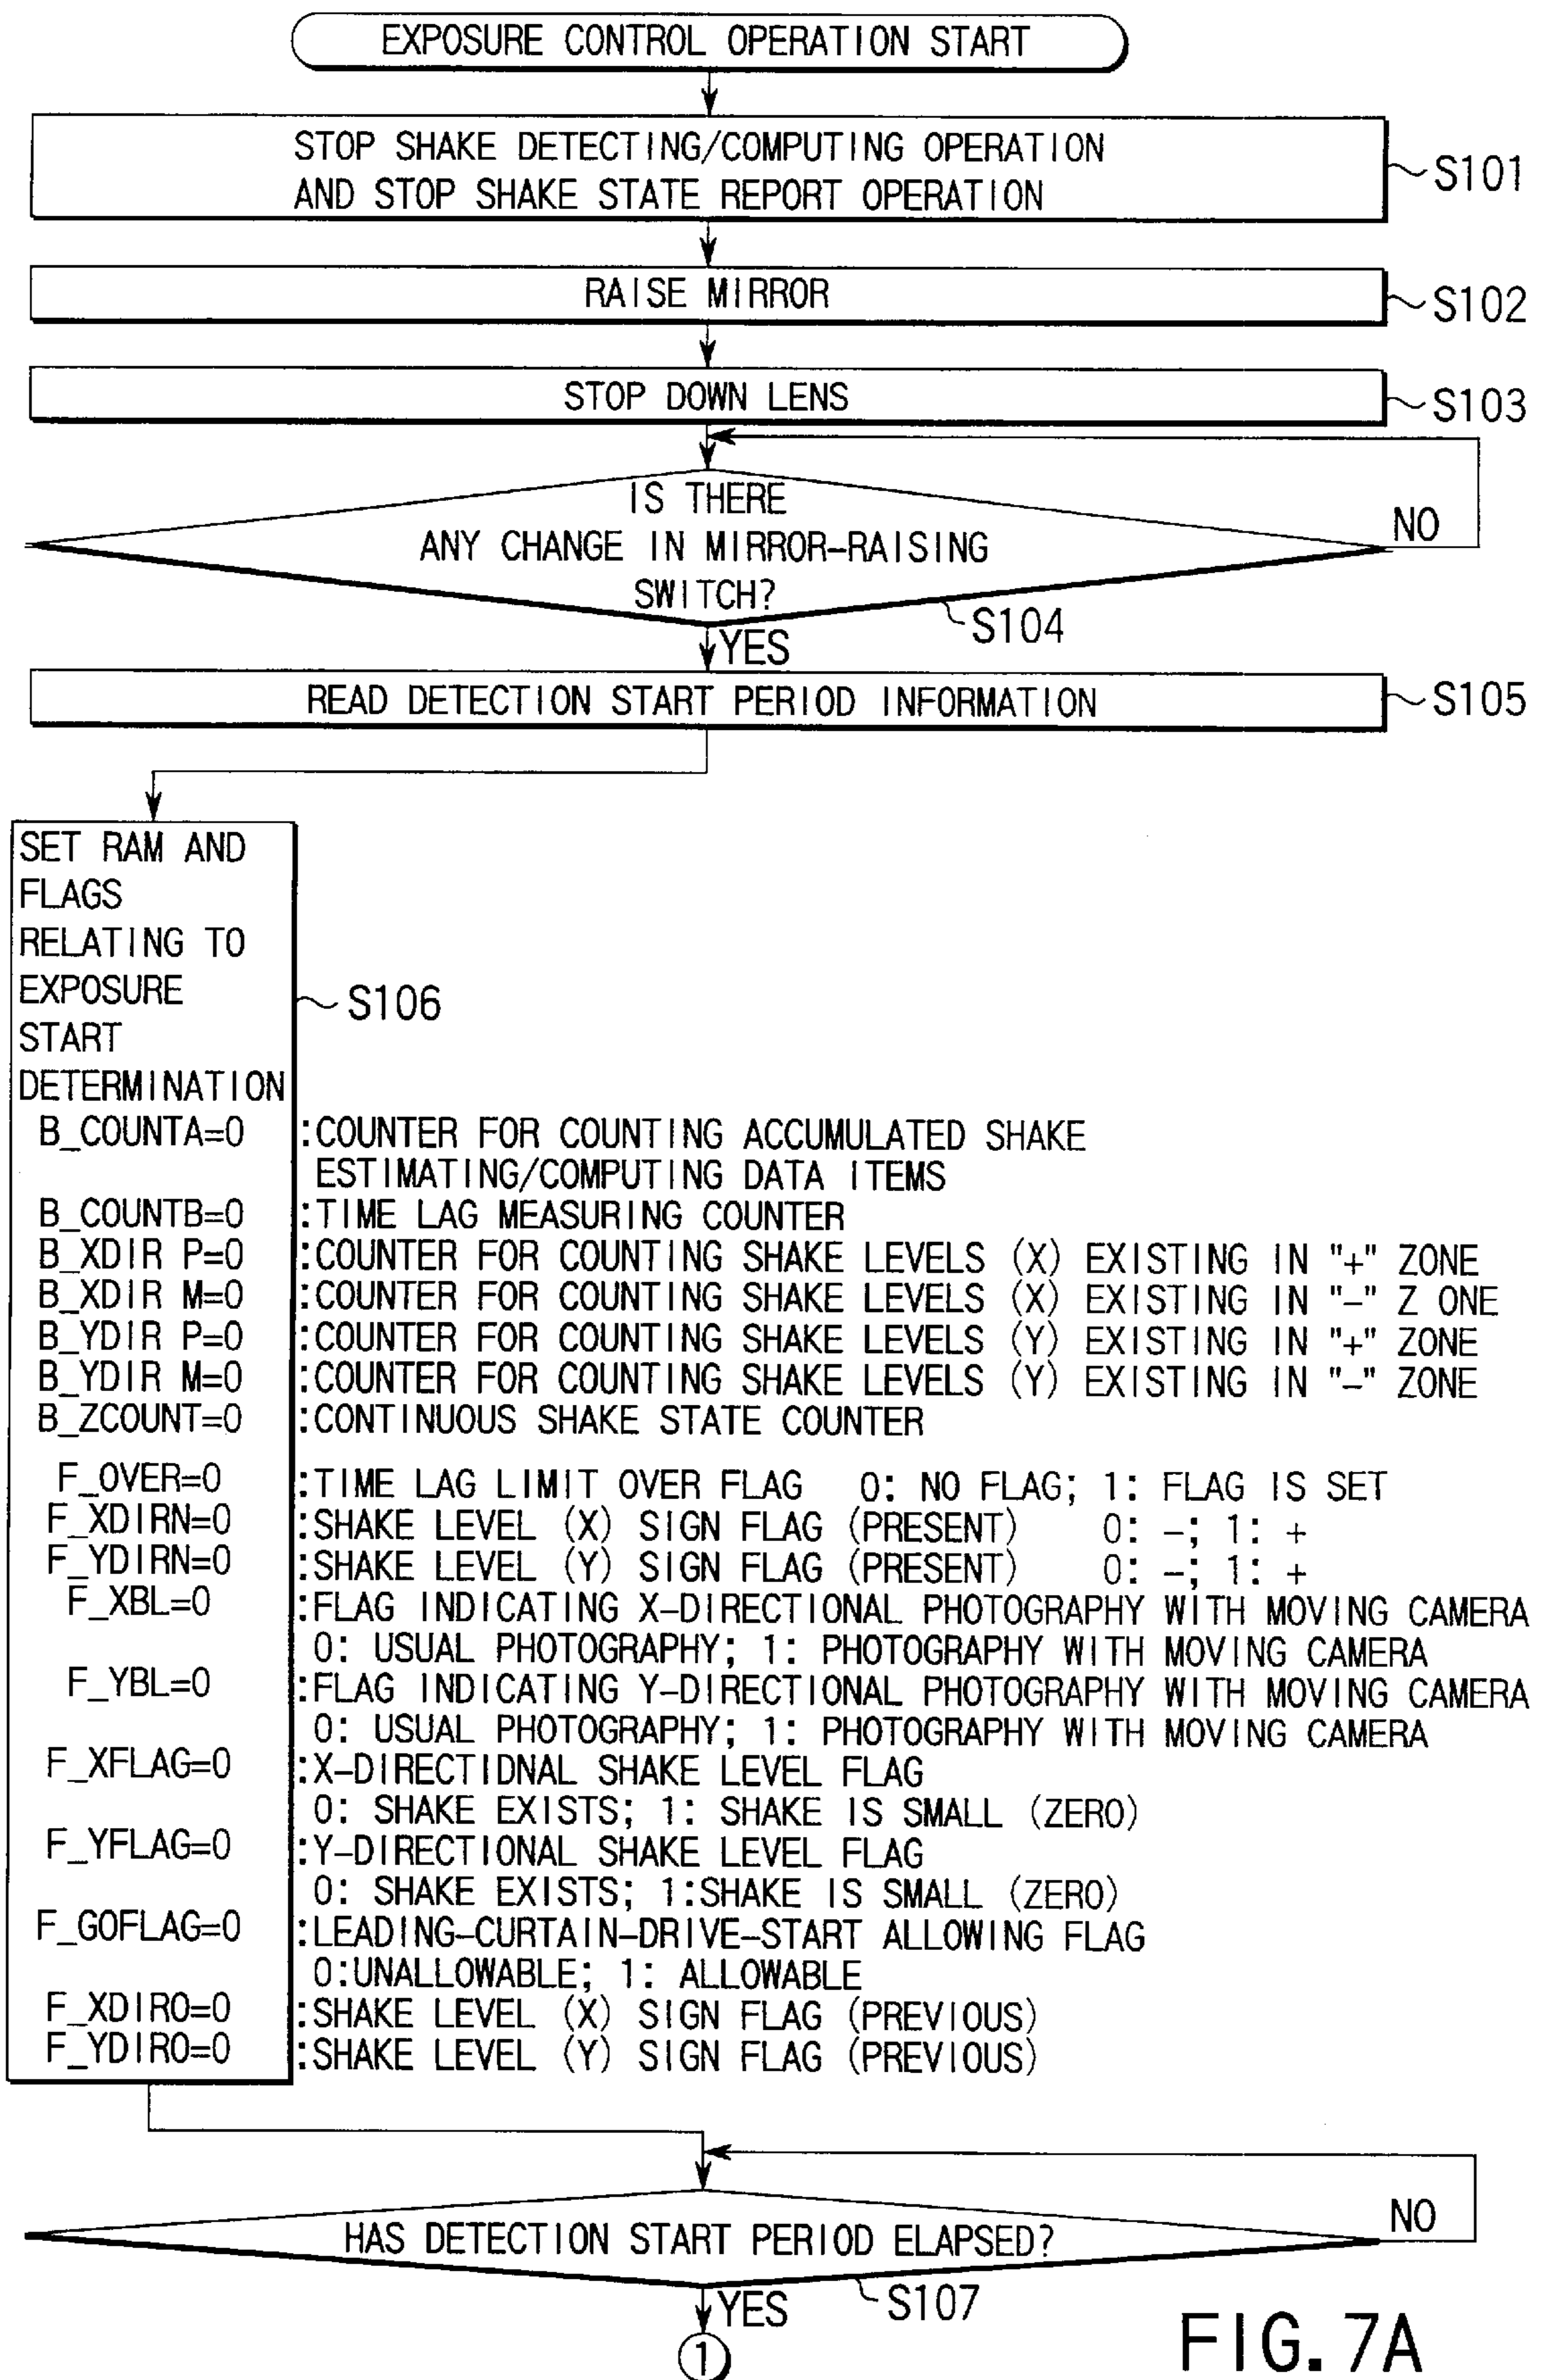 EXPOSURE CONTROL OPERATION START
STOP SHAKE DETECTING/COMPUTING OPERATION
AND STOP SHAKE STATE REPORT OPERATION
S101
RAISE MIRROR
S102
STOP DOWN LENS
S103
IS THERE
ANY CHANGE IN MIRROR-RAISING
SWITCH?
NO
S104
YES
READ DETECTION START PERIOD INFORMATION
S105
SET RAM AND
FLAGS
RELATING TO
EXPOSURE
START
DETERMINATION
S106
B_COUNTA=0 :COUNTER FOR COUNTING ACCUMULATED SHAKE
ESTIMATING/COMPUTING DATA ITEMS
B_COUNTB=0 :TIME LAG MEASURING COUNTER
B_XDIR P=0 :COUNTER FOR COUNTING SHAKE LEVELS (X) EXISTING IN "+" ZONE
B_XDIR M=0 :COUNTER FOR COUNTING SHAKE LEVELS (X) EXISTING IN "-" Z ONE
B_YDIR P=0 :COUNTER FOR COUNTING SHAKE LEVELS (Y) EXISTING IN "+" ZONE
B_YDIR M=0 :COUNTER FOR COUNTING SHAKE LEVELS (Y) EXISTING IN "-" ZONE
B_ZCOUNT=0 :CONTINUOUS SHAKE STATE COUNTER
F_OVER=0 :TIME LAG LIMIT OVER FLAG 0: NO FLAG; 1: FLAG IS SET
F_XDIRN=0 :SHAKE LEVEL (X) SIGN FLAG (PRESENT) 0: -; 1: +
F_YDIRN=0 :SHAKE LEVEL (Y) SIGN FLAG (PRESENT) 0: -; 1: +
F_XBL=0 :FLAG INDICATING X-DIRECTIONAL PHOTOGRAPHY WITH MOVING CAMERA
0: USUAL PHOTOGRAPHY; 1: PHOTOGRAPHY WITH MOVING CAMERA
F_YBL=0 :FLAG INDICATING Y-DIRECTIONAL PHOTOGRAPHY WITH MOVING CAMERA
0: USUAL PHOTOGRAPHY; 1: PHOTOGRAPHY WITH MOVING CAMERA
F_XFLAG=0 :X-DIRECTIDNAL SHAKE LEVEL FLAG
0: SHAKE EXISTS; 1: SHAKE IS SMALL (ZERO)
F_YFLAG=0 :Y-DIRECTIONAL SHAKE LEVEL FLAG
0: SHAKE EXISTS; 1:SHAKE IS SMALL (ZERO)
F_GOFLAG=0 :LEADING-CURTAIN-DRIVE-START ALLOWING FLAG
0:UNALLOWABLE; 1: ALLOWABLE
F_XDIRO=0 :SHAKE LEVEL (X) SIGN FLAG (PREVIOUS)
F_YDIRO=0 :SHAKE LEVEL (Y) SIGN FLAG (PREVIOUS)
HAS DETECTION START PERIOD ELAPSED?
NO
S107
YES
1
FIG. 7A